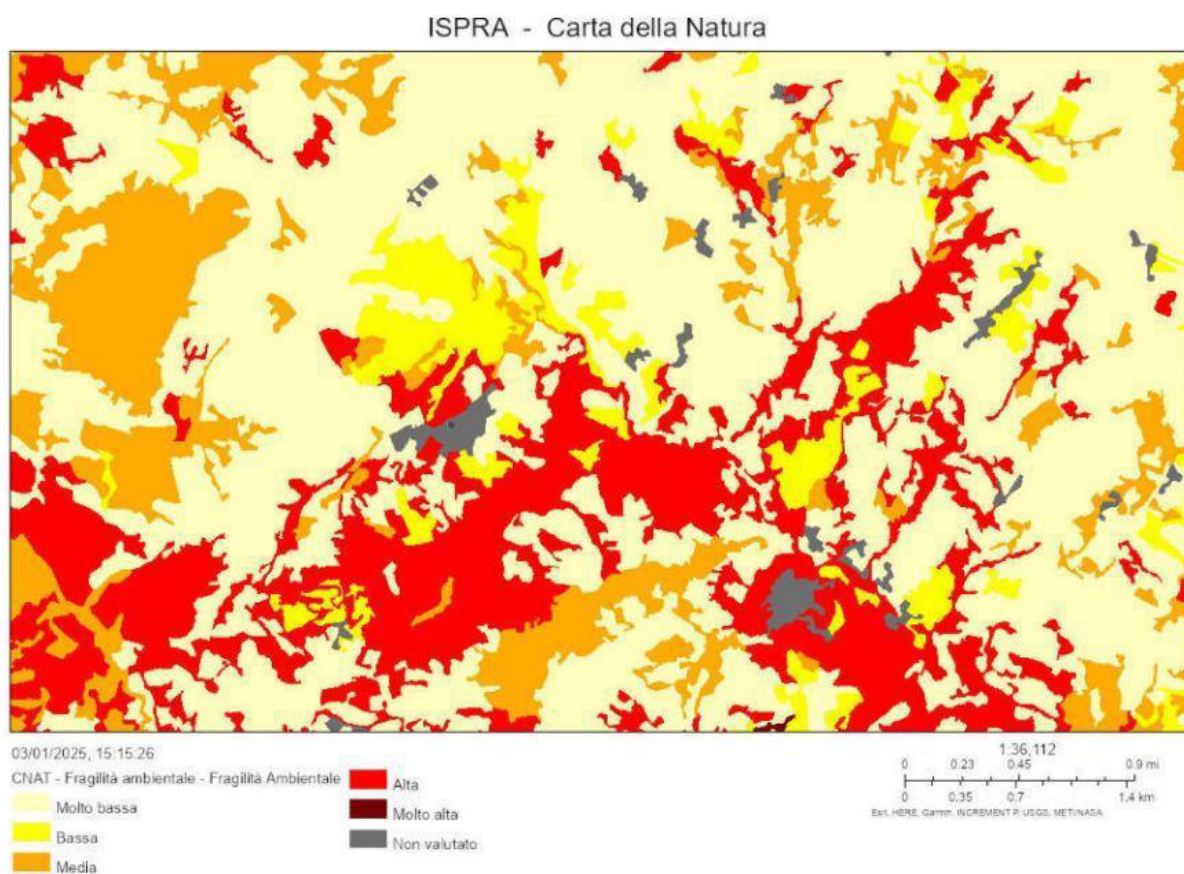 ISPRA - Carta della Natura
03/01/2025, 15:15:26
CNAT - Fragilità ambientale - Fragilità Ambientale
Molto bassa
Bassa
Media
Alta
Molto alta
Non valutato
1:36,112
0 0.23 0.45 0.9 mi
0 0.35 0.7 1.4 km
Esri, HERE, Garmin, INCREMENT P, USGS, METI/NASA